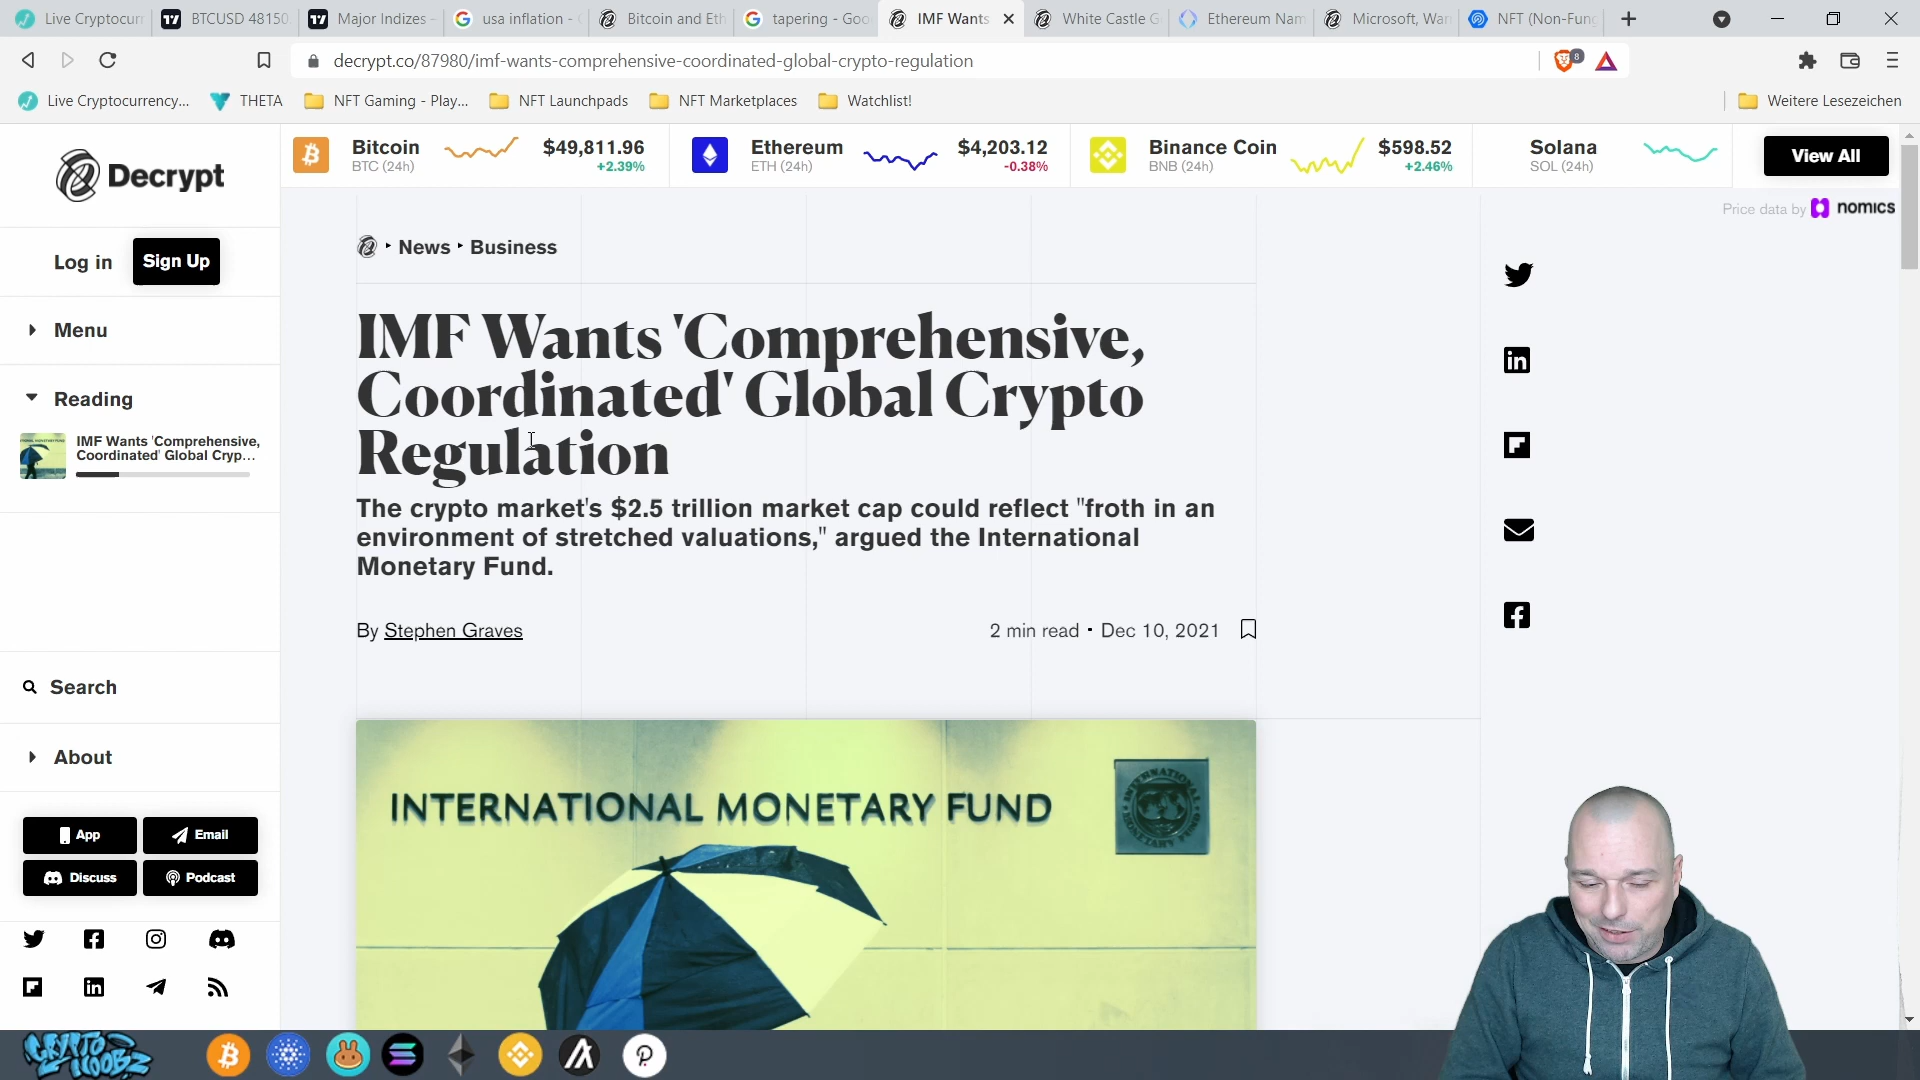 Live Cryptocurr
BTCUSD 48150
Major Indizes -
usa inflation -
Bitcoin and Eth
tapering - Goo
IMF Wants
White Castle G
Ethereum Nam
Microsoft, Wan
NFT (Non-Fung
decrypt.co/87980/imf-wants-comprehensive-coordinated-global-crypto-regulation
8
Live Cryptocurrency...
THETA
NFT Gaming - Play...
NFT Launchpads
NFT Marketplaces
Watchlist!
Weitere Lesezeichen
Decrypt
Bitcoin
BTC (24h)
$49,811.96
+2.39%
Ethereum
ETH (24h)
$4,203.12
-0.38%
Binance Coin
BNB (24h)
$598.52
+2.46%
Solana
SOL (24h)
View All
Price data by nomics
Log in
Sign Up
Menu
Reading
IMF Wants 'Comprehensive,
Coordinated' Global Cryp...
Search
About
App
Email
Discuss
Podcast
News
Business
IMF Wants 'Comprehensive,
Coordinated' Global Crypto
Regulation
The crypto market's $2.5 trillion market cap could reflect "froth in an
environment of stretched valuations," argued the International
Monetary Fund.
By Stephen Graves
2 min read • Dec 10, 2021
INTERNATIONAL MONETARY FUND
CRYPTO
NOOBZ